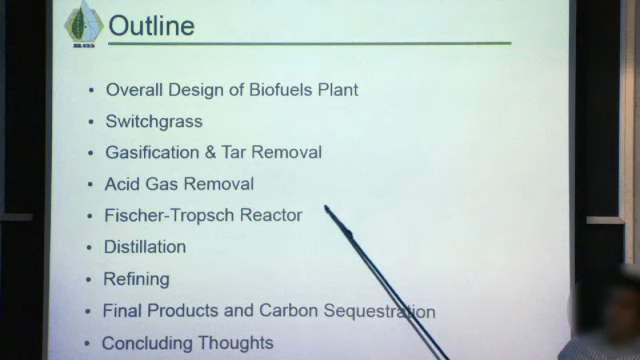 Outline
• Overall Design of Biofuels Plant
• Switchgrass
• Gasification & Tar Removal
• Acid Gas Removal
• Fischer-Tropsch Reactor
• Distillation
• Refining
• Final Products and Carbon Sequestration
• Concluding Thoughts